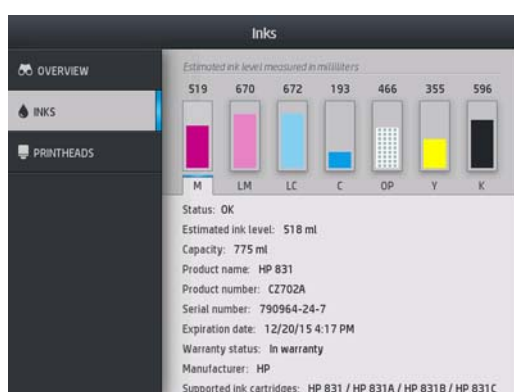 Inks
OVERVIEW
INKS
PRINTHEADS
Estimated ink level measured in milliliters
519 670 672 193 466 355 596
M LM LC C OP Y K
Status: OK
Estimated ink level: 518 ml
Capacity: 775 ml
Product name: HP 831
Product number: CZ702A
Serial number: 790964-24-7
Expiration date: 12/20/15 4:17 PM
Warranty status: In warranty
Manufacturer: HP
Supported ink cartridges: HP 831 / HP 831A / HP 831B / HP 831C